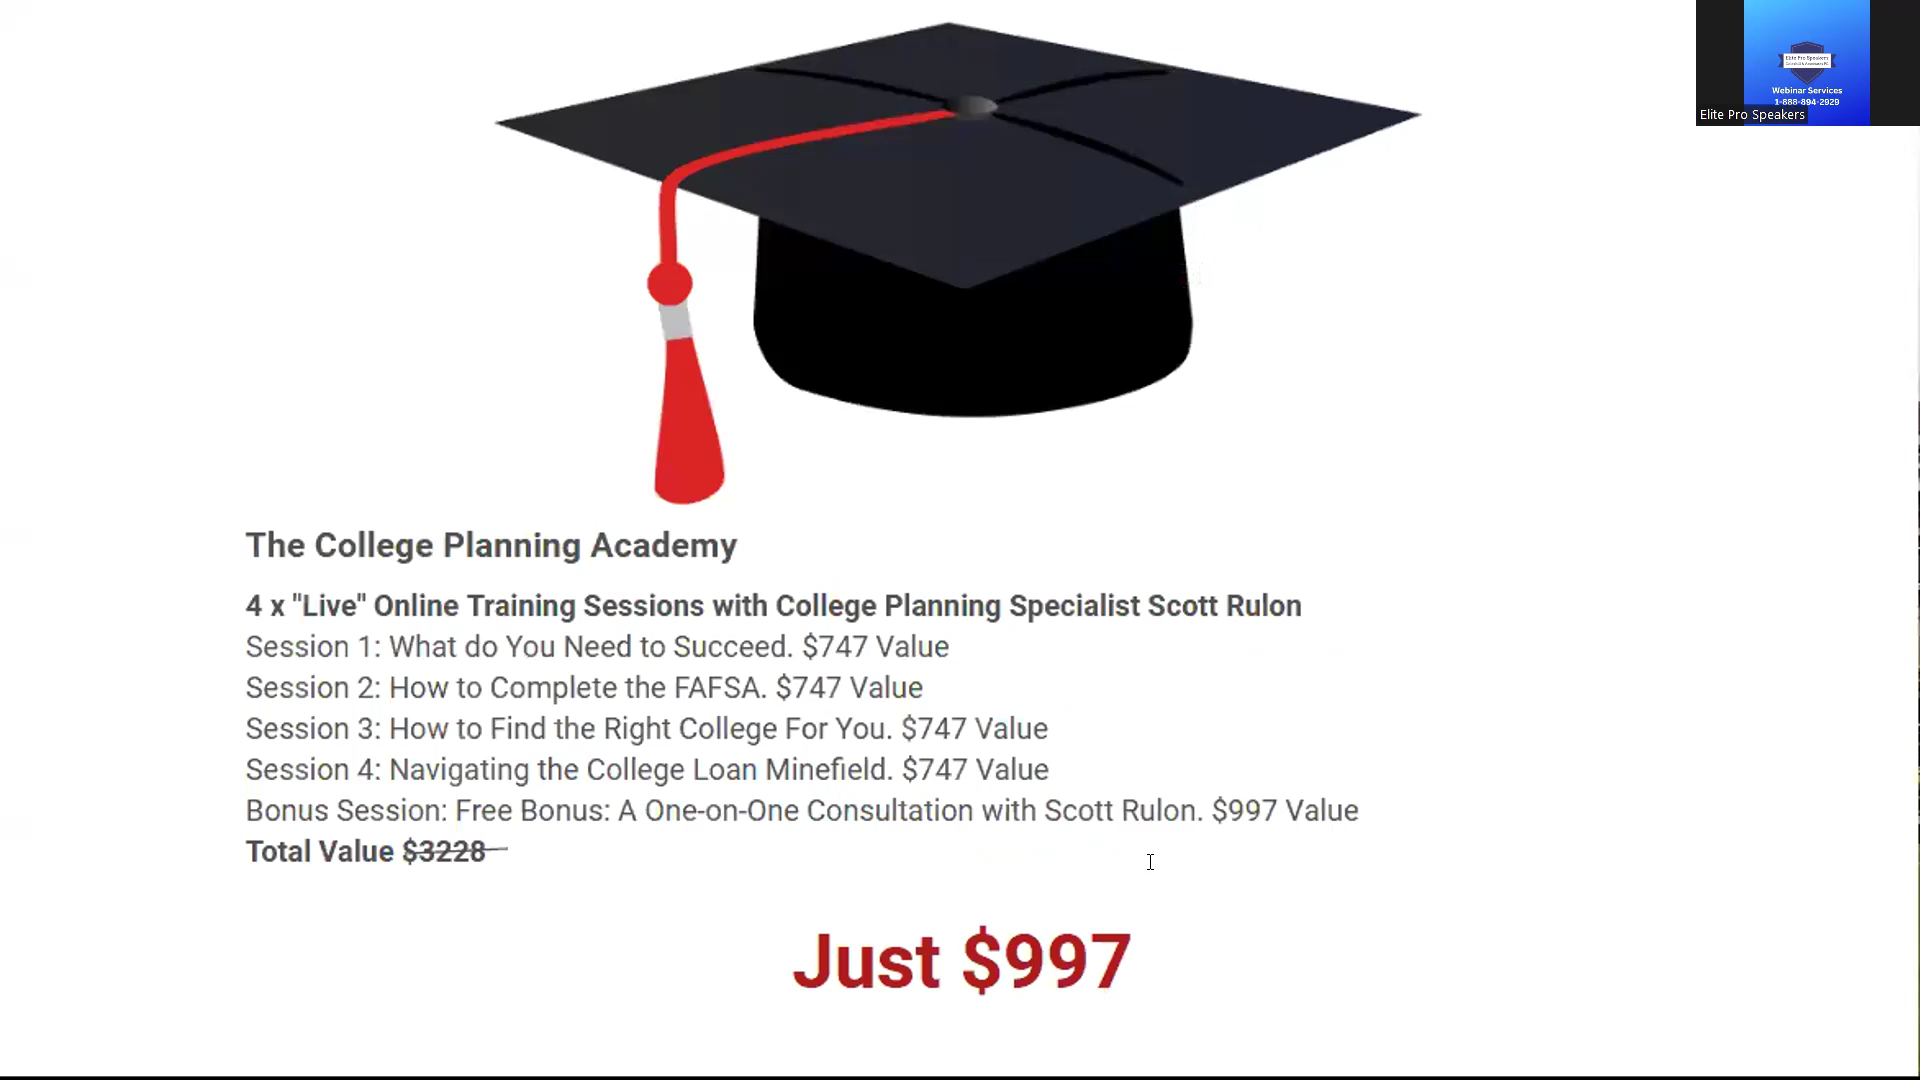 Elite Pro Speakers
Webinar Services
1-888-894-2929
Elite Pro Speakers
The College Planning Academy
4 x "Live" Online Training Sessions with College Planning Specialist Scott Rulon
Session 1: What do You Need to Succeed. $747 Value
Session 2: How to Complete the FAFSA. $747 Value
Session 3: How to Find the Right College For You. $747 Value
Session 4: Navigating the College Loan Minefield. $747 Value
Bonus Session: Free Bonus: A One-on-One Consultation with Scott Rulon. $997 Value
Total Value $3228
Just $997